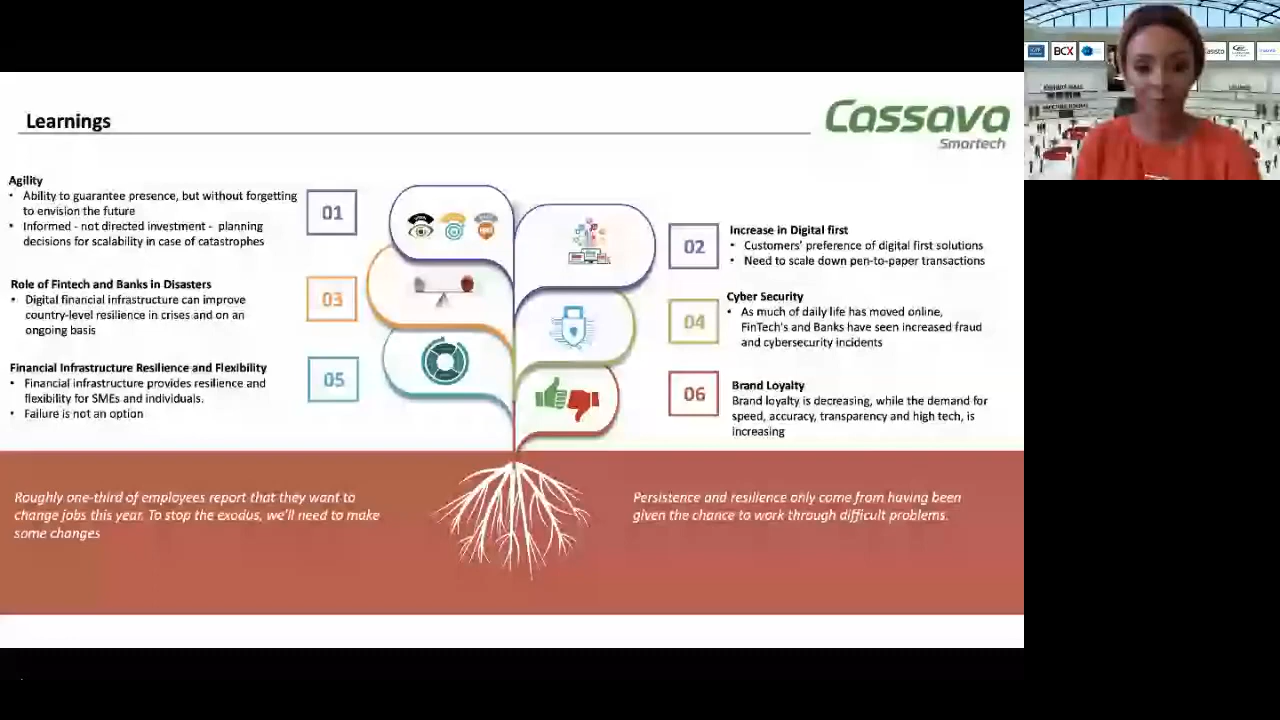 Learnings
Cassava
Smartech
Agility
• Ability to guarantee presence, but without forgetting
to envision the future
• Informed - not directed investment - planning
decisions for scalability in case of catastrophes
01
02
Increase in Digital first
• Customers' preference of digital first solutions
• Need to scale down pen-to-paper transactions
Role of Fintech and Banks in Disasters
• Digital financial infrastructure can improve
country-level resilience in crises and on an
ongoing basis
03
04
Cyber Security
• As much of daily life has moved online,
FinTech's and Banks have seen increased fraud
and cybersecurity incidents
Financial Infrastructure Resilience and Flexibility
• Financial infrastructure provides resilience and
flexibility for SMEs and individuals.
• Failure is not an option
05
06
Brand Loyalty
Brand loyalty is decreasing, while the demand for
speed, accuracy, transparency and high tech, is
increasing
Roughly one-third of employees report that they want to
change jobs this year. To stop the exodus, we'll need to make
some changes
Persistence and resilience only come from having been
given the chance to work through difficult problems.
BCX